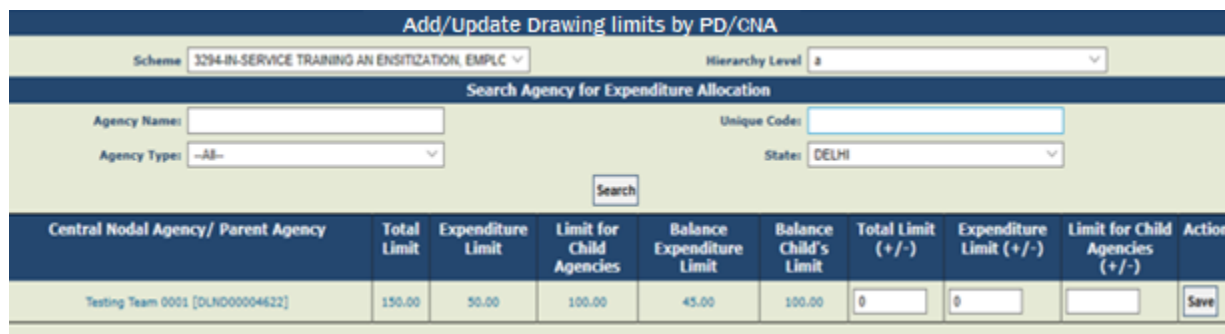 Add/Update Drawing limits by PD/CNA
Scheme 3294-IN-SERVICE TRAINING AN ENSITIZATION, EMPLC Hierarchy Level a
Search Agency for Expenditure Allocation
Agency Name: Unique Code:
Agency Type: --All-- State: DELHI
Search
Central Nodal Agency/ Parent Agency Total Limit Expenditure Limit Limit for Child Agencies Balance Expenditure Limit Balance Child's Limit Total Limit (+/-) Expenditure Limit (+/-) Limit for Child Agencies (+/-) Action
Testing Team 0001 [DLND00004622] 150.00 50.00 100.00 45.00 100.00 0 0 Save